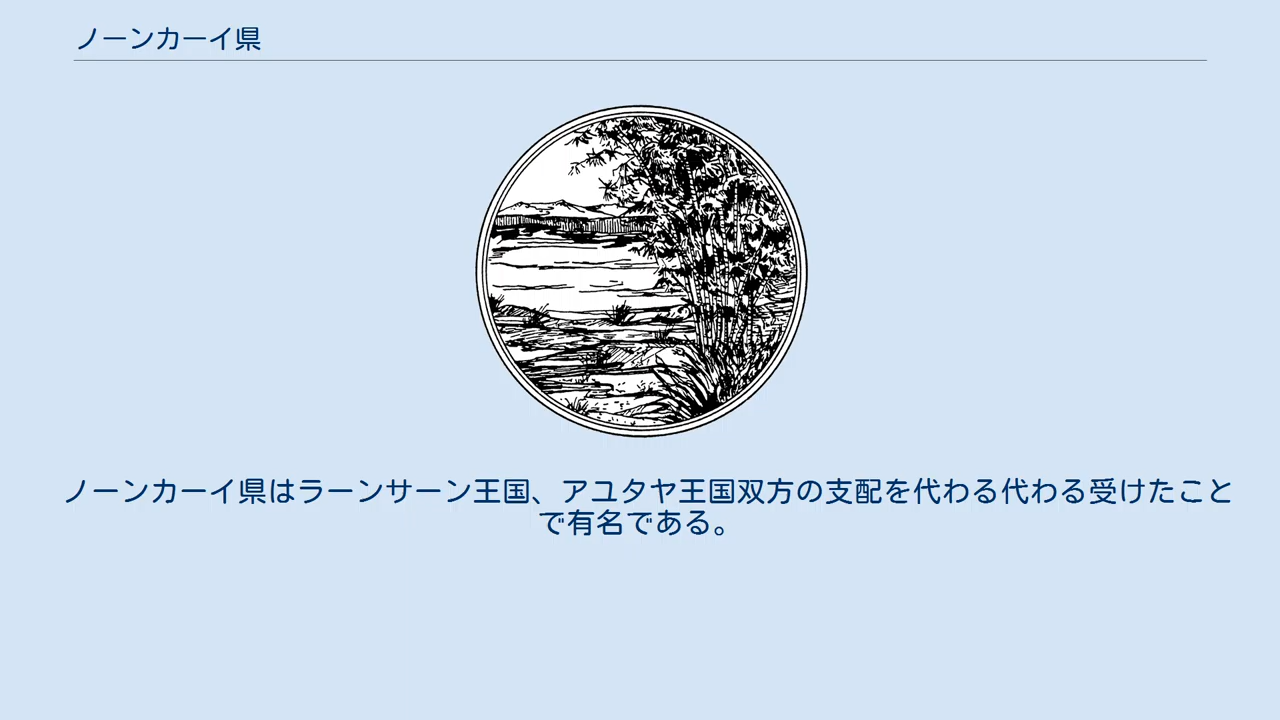 ノーンカーイ県
ノーンカーイ県はラーンサーン王国、アユタヤ王国双方の支配を代わる代わる受けたこと
で有名である。